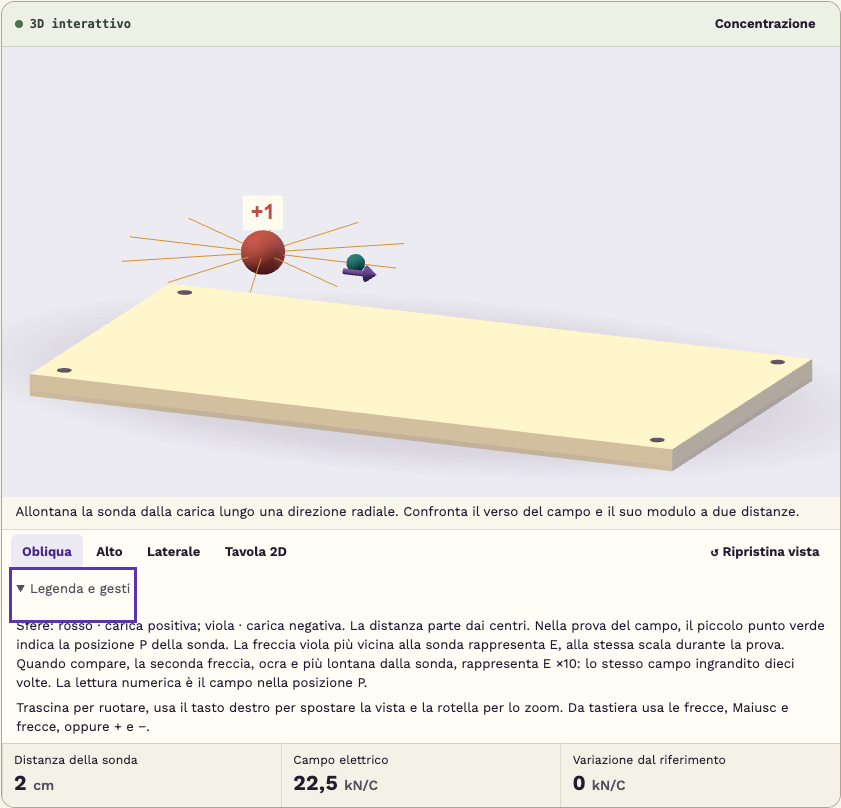 3D interattivo
Concentrazione
+1
Allontana la sonda dalla carica lungo una direzione radiale. Confronta il verso del campo e il suo modulo a due distanze.
Obliqua Alto Laterale Tavola 2D ↺ Ripristina vista
▼ Legenda e gesti
Sfere: rosso · carica positiva; viola · carica negativa. La distanza parte dai centri. Nella prova del campo, il piccolo punto verde
indica la posizione P della sonda. La freccia viola più vicina alla sonda rappresenta E, alla stessa scala durante la prova.
Quando compare, la seconda freccia, ocra e più lontana dalla sonda, rappresenta E ×10: lo stesso campo ingrandito dieci
volte. La lettura numerica è il campo nella posizione P.
Trascina per ruotare, usa il tasto destro per spostare la vista e la rotella per lo zoom. Da tastiera usa le frecce, Maiusc e
frecce, oppure + e −.
Distanza della sonda
2 cm
Campo elettrico
22,5 kN/C
Variazione dal riferimento
0 kN/C